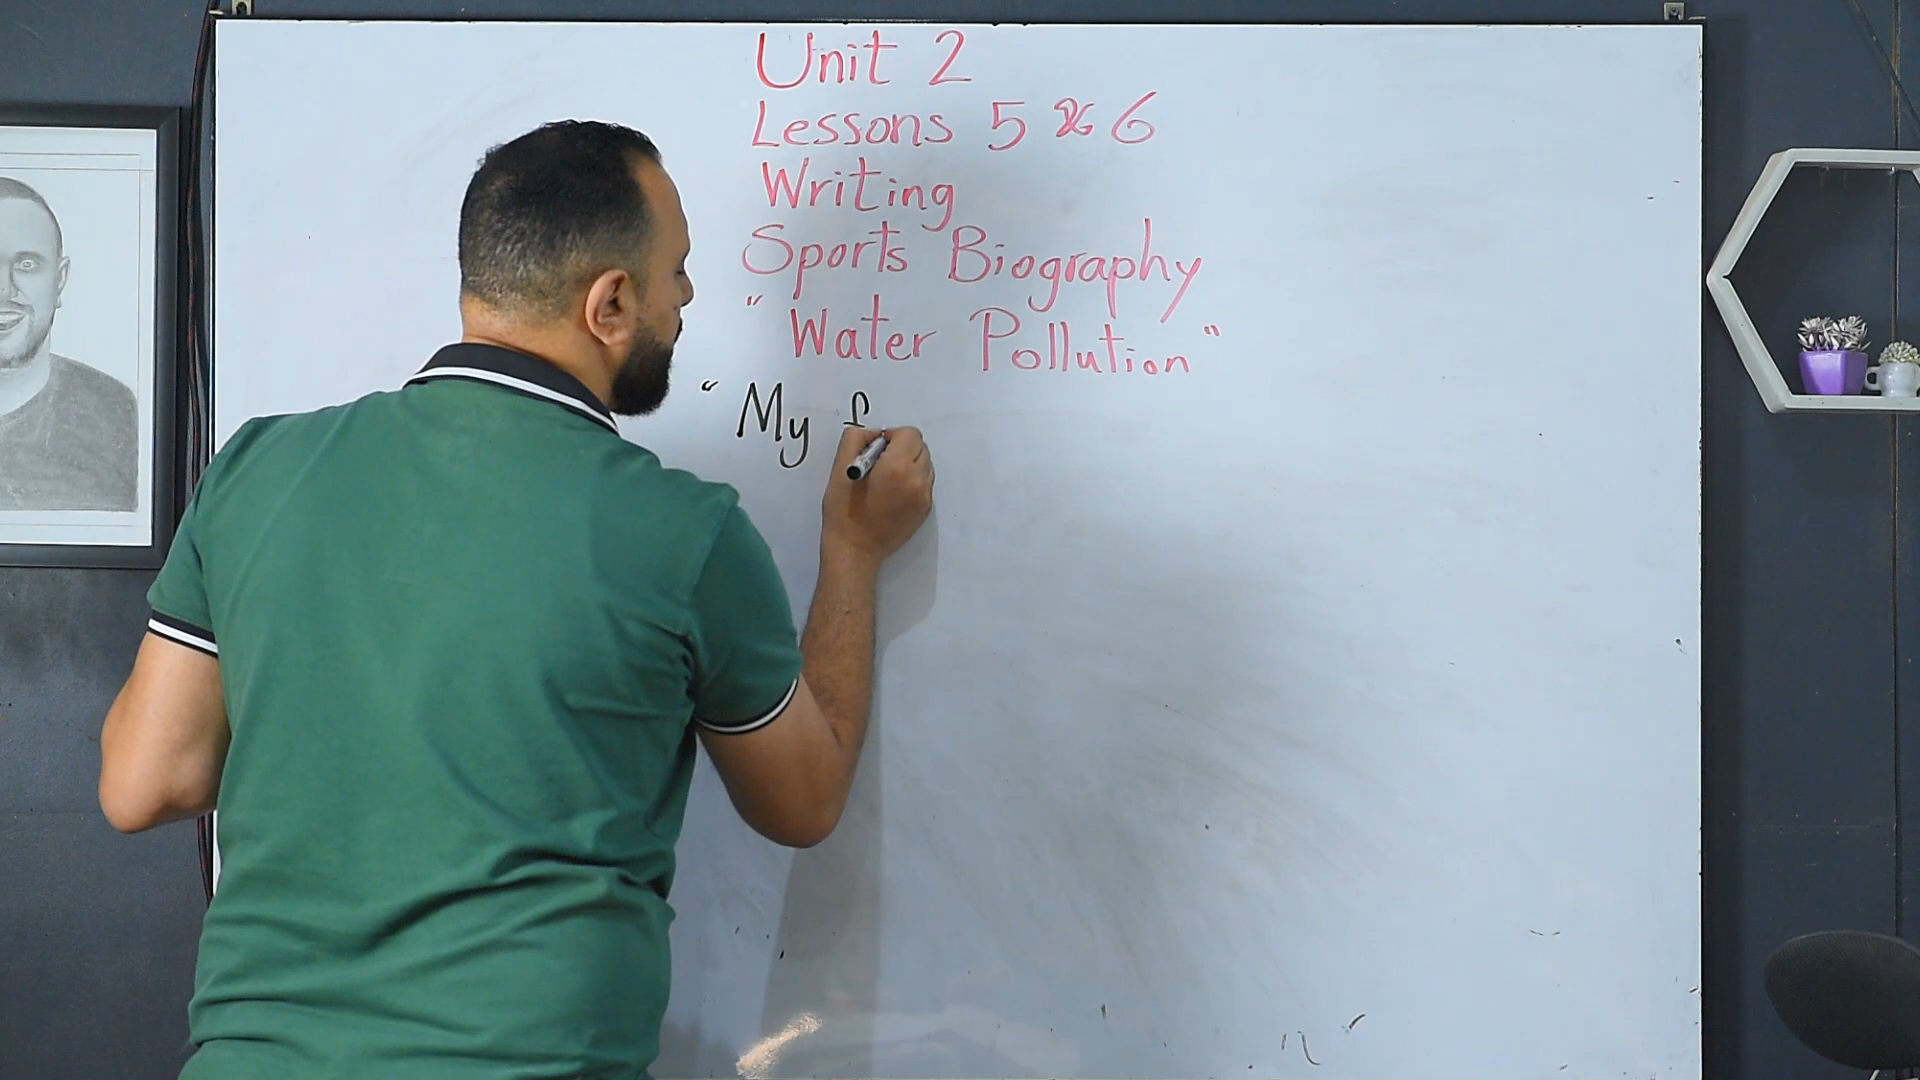 Unit 2
Lessons 5 & 6
Writing
Sports Biography
" Water Pollution "
" My f